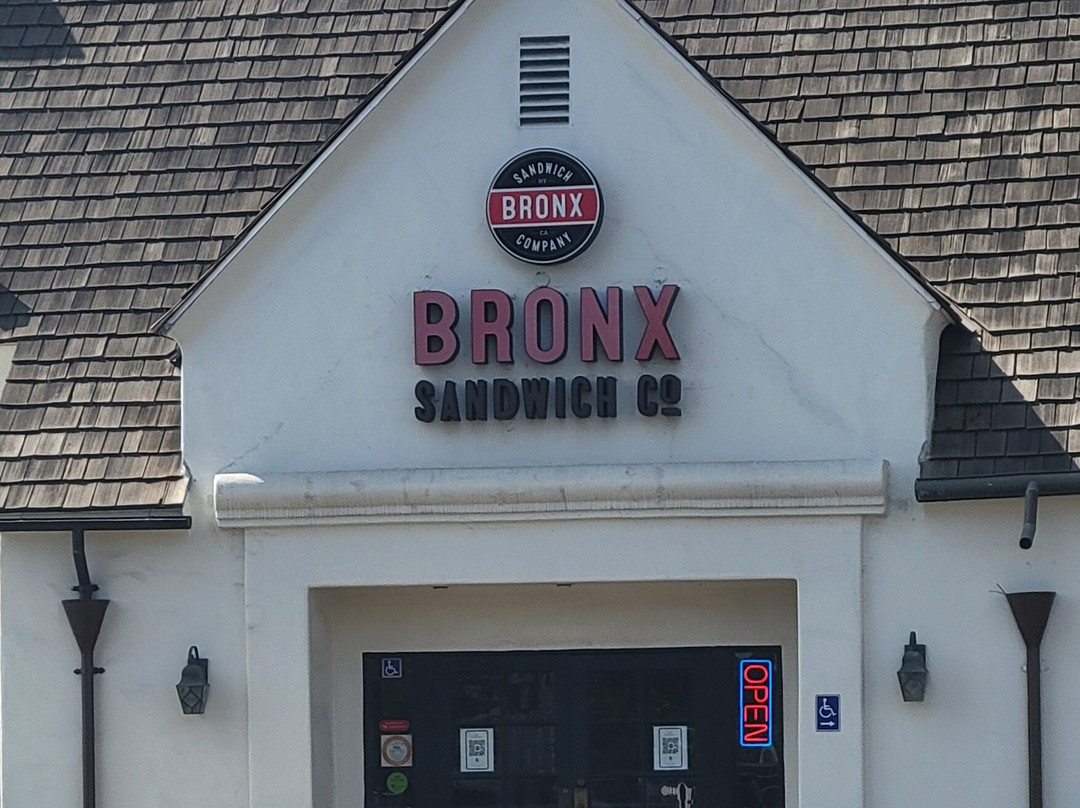 SANDWICH
NY
BRONX
CA
COMPANY
BRONX
SANDWICH CO
OPEN